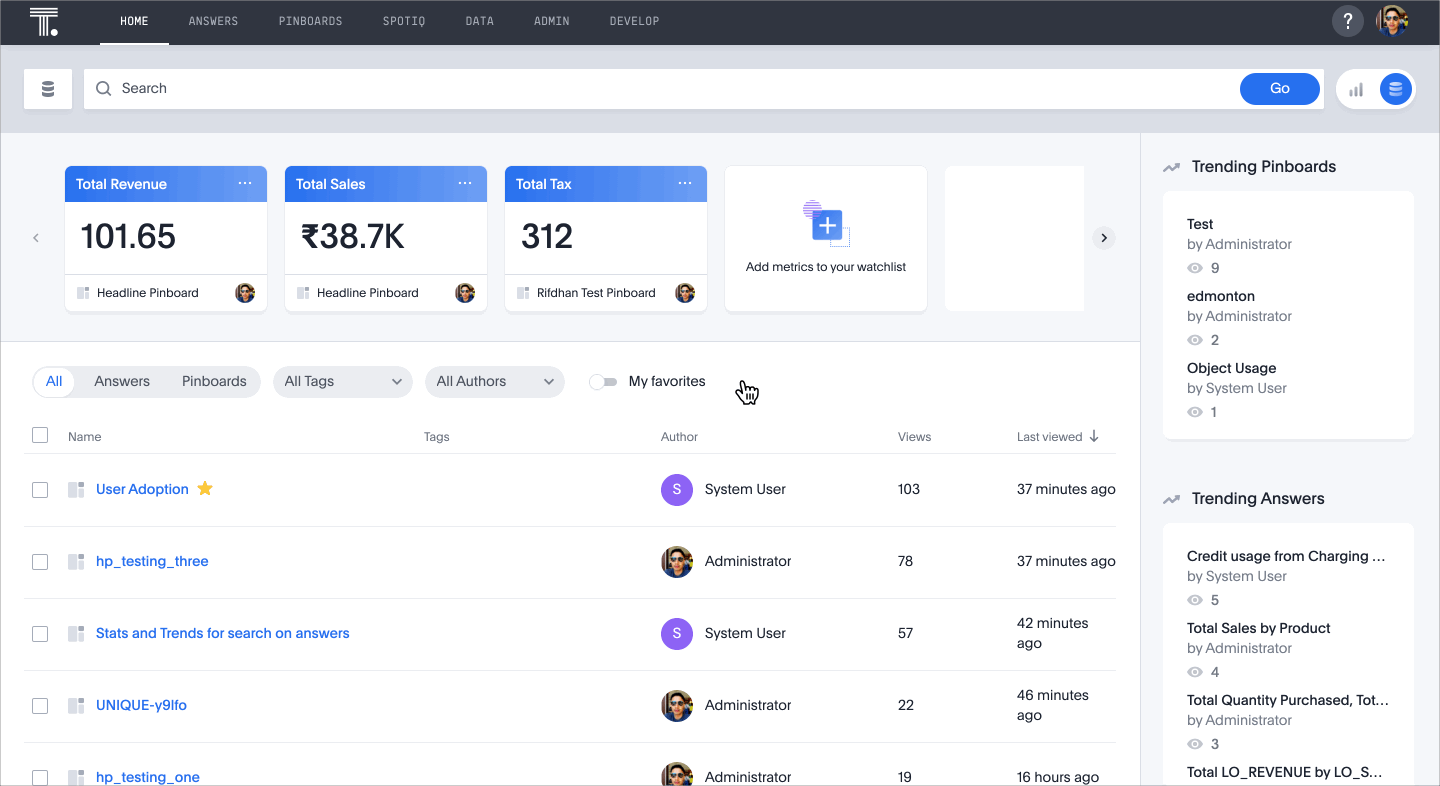 T.
HOME ANSWERS PINBOARDS SPOTIQ DATA ADMIN DEVELOP ?
Search Go
Total Revenue ...
101.65
Headline Pinboard
Total Sales ...
₹38.7K
Headline Pinboard
Total Tax ...
312
Rifdhan Test Pinboard
Add metrics to your watchlist
All Answers Pinboards All Tags All Authors My favorites
Name Tags Author Views Last viewed
User Adoption S System User 103 37 minutes ago
hp_testing_three Administrator 78 37 minutes ago
Stats and Trends for search on answers S System User 57 42 minutes
ago
UNIQUE-y9lfo Administrator 22 46 minutes
ago
hp_testing_one Administrator 19 16 hours ago
Trending Pinboards
Test
by Administrator
9
edmonton
by Administrator
2
Object Usage
by System User
1
Trending Answers
Credit usage from Charging ...
by System User
5
Total Sales by Product
by Administrator
4
Total Quantity Purchased, Tot...
by Administrator
3
Total LO_REVENUE by LO_S...